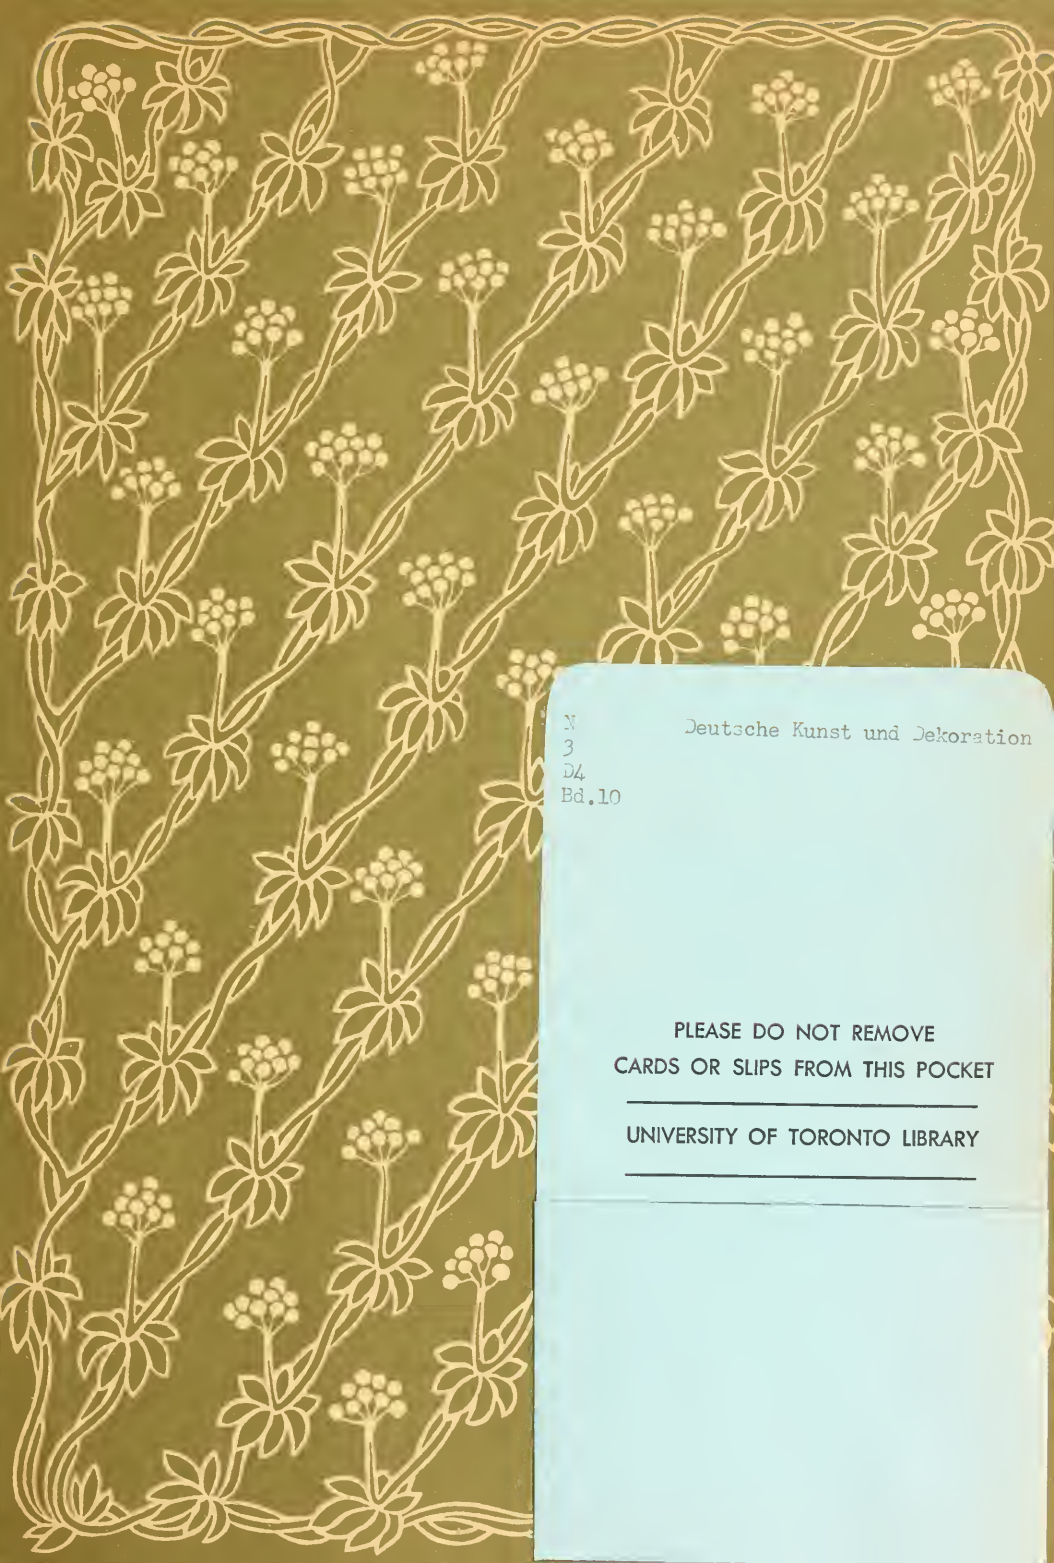 N Deutsche Kunst und Dekoration
3
D4
Bd.10
PLEASE DO NOT REMOVE
CARDS OR SLIPS FROM THIS POCKET
UNIVERSITY OF TORONTO LIBRARY